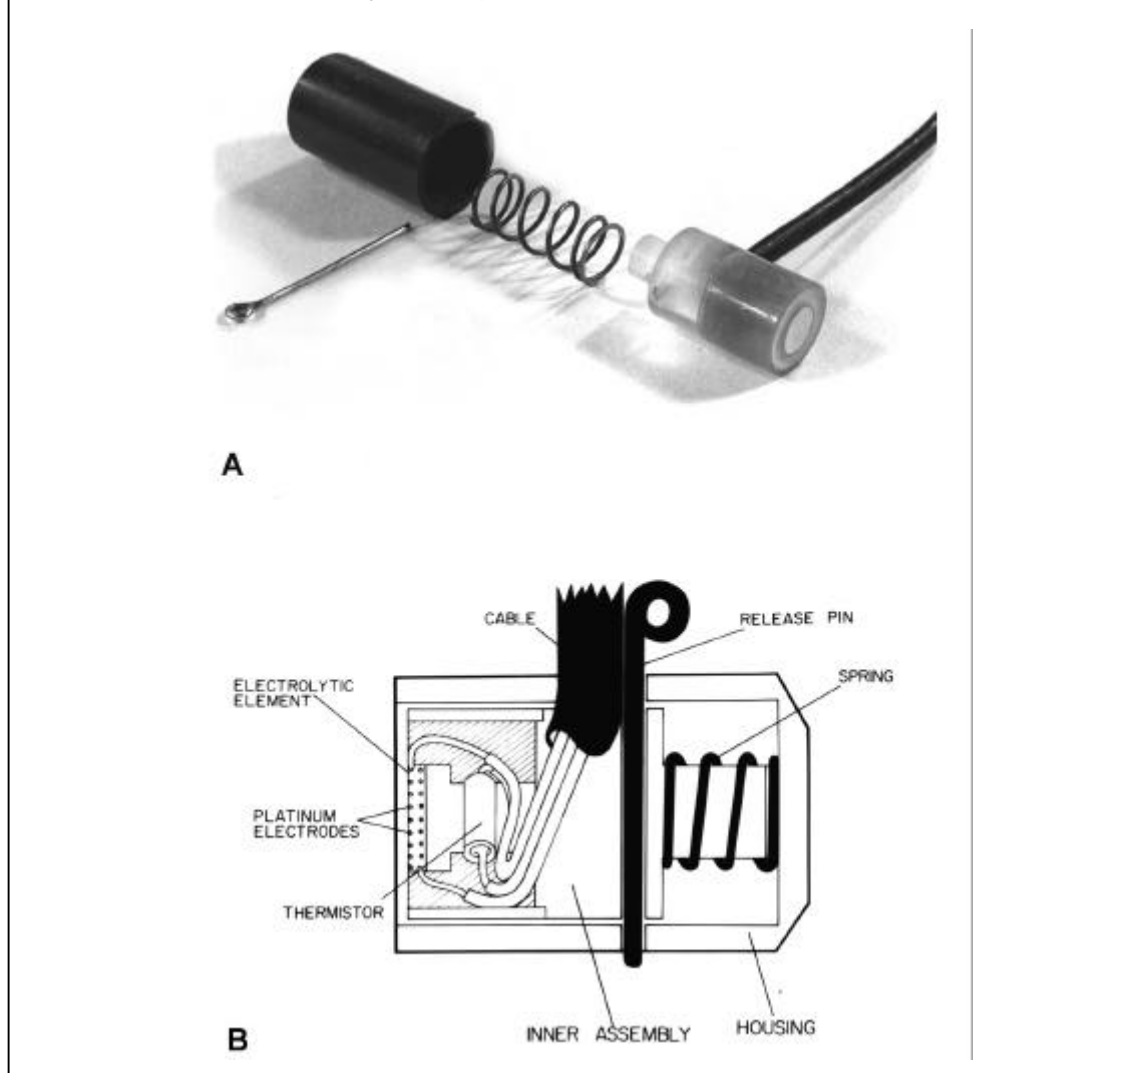 A
CABLE
RELEASE PIN
SPRING
ELECTROLYTIC
ELEMENT
PLATINUM
ELECTRODES
THERMISTOR
INNER ASSEMBLY
HOUSING
B